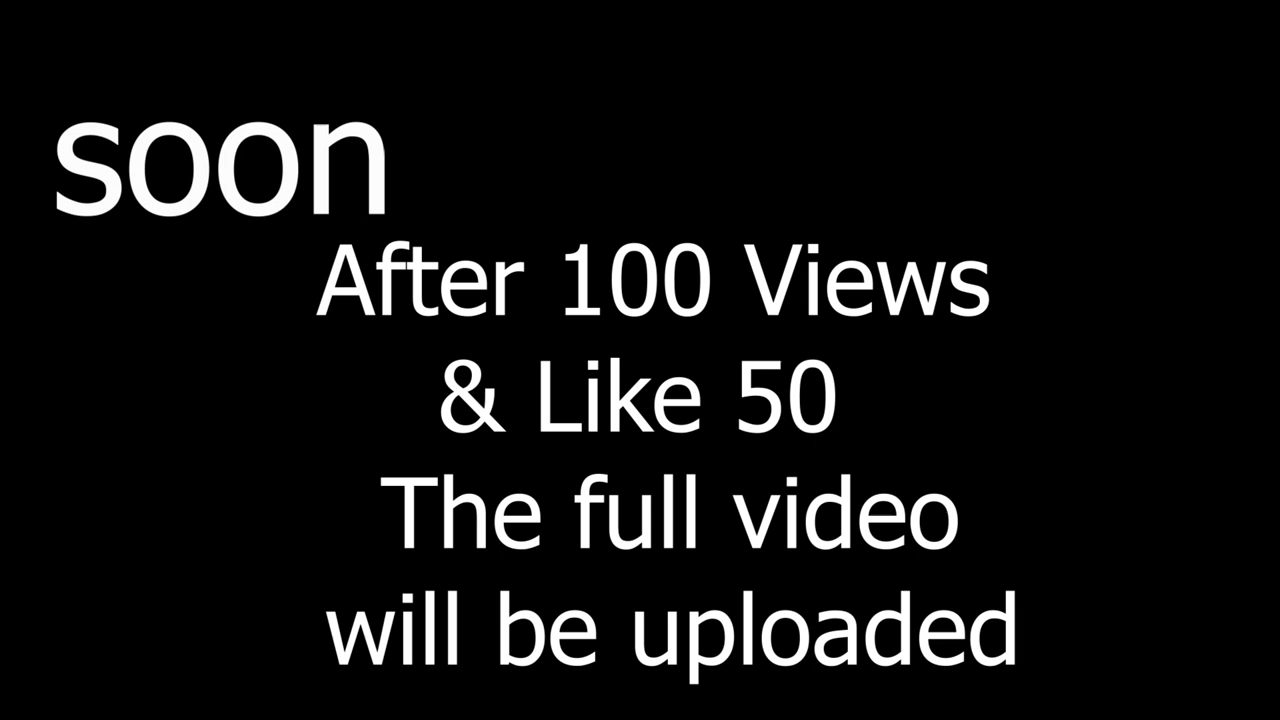 soon
After 100 Views
& Like 50
The full video
will be uploaded